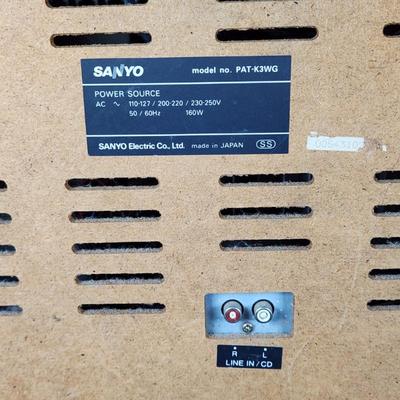 SANYO model no. PAT-K3WG
POWER SOURCE
AC ~ 110-127 / 200-220 / 230-250V
50 / 60Hz 160W
SANYO Electric Co., Ltd. made in JAPAN SS
R L
LINE IN/CD